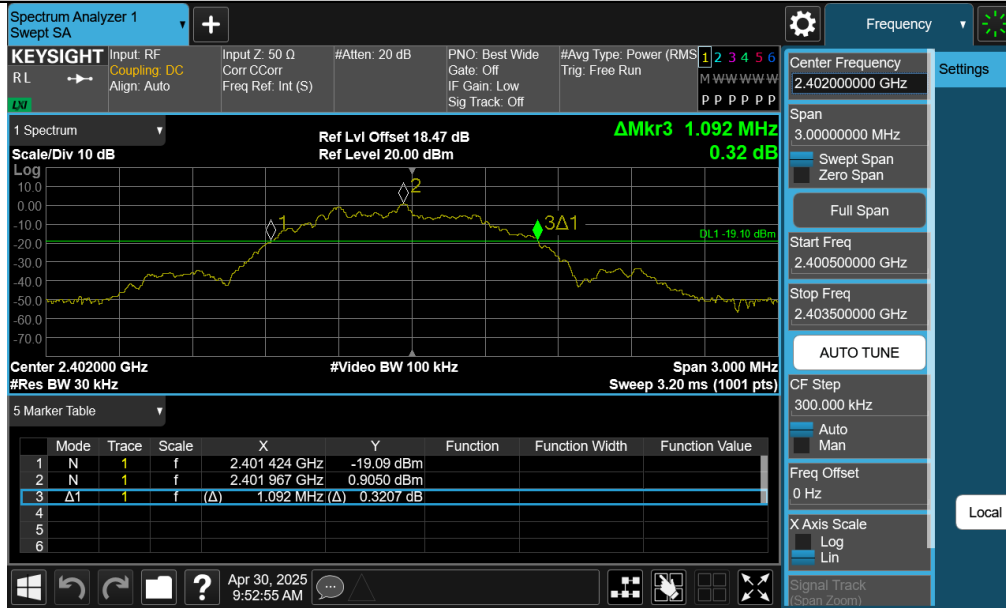 Spectrum Analyzer 1
Swept SA
Frequency
KEYSIGHT
RL
LXI
Input: RF
Coupling: DC
Align: Auto
Input Z: 50 Ω
Corr CCorr
Freq Ref: Int (S)
#Atten: 20 dB
PNO: Best Wide
Gate: Off
IF Gain: Low
Sig Track: Off
#Avg Type: Power (RMS
Trig: Free Run
1 2 3 4 5 6
M W W W W W
P P P P P P
1 Spectrum
Scale/Div 10 dB
Ref Lvl Offset 18.47 dB
Ref Level 20.00 dBm
ΔMkr3 1.092 MHz
0.32 dB
Log
10.0
0.00
-10.0
-20.0
-30.0
-40.0
-50.0
-60.0
-70.0
1
2
3Δ1
DL1 -19.10 dBm
Center 2.402000 GHz
#Video BW 100 kHz
Span 3.000 MHz
#Res BW 30 kHz
Sweep 3.20 ms (1001 pts)
5 Marker Table
Mode Trace Scale X Y Function Function Width Function Value
1 N 1 f 2.401 424 GHz -19.09 dBm
2 N 1 f 2.401 967 GHz 0.9050 dBm
3 Δ1 1 f (Δ) 1.092 MHz (Δ) 0.3207 dB
4
5
6
?
Apr 30, 2025
9:52:55 AM
Center Frequency
2.402000000 GHz
Settings
Span
3.00000000 MHz
Swept Span
Zero Span
Full Span
Start Freq
2.400500000 GHz
Stop Freq
2.403500000 GHz
AUTO TUNE
CF Step
300.000 kHz
Auto
Man
Freq Offset
0 Hz
Local
X Axis Scale
Log
Lin
Signal Track
(Span Zoom)